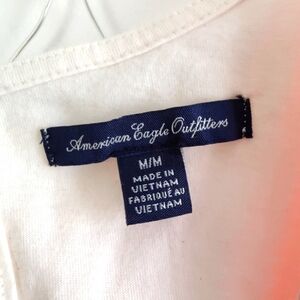 American Eagle Outfitters
M/M
MADE IN
VIETNAM
FABRIQUÉ AU
VIETNAM